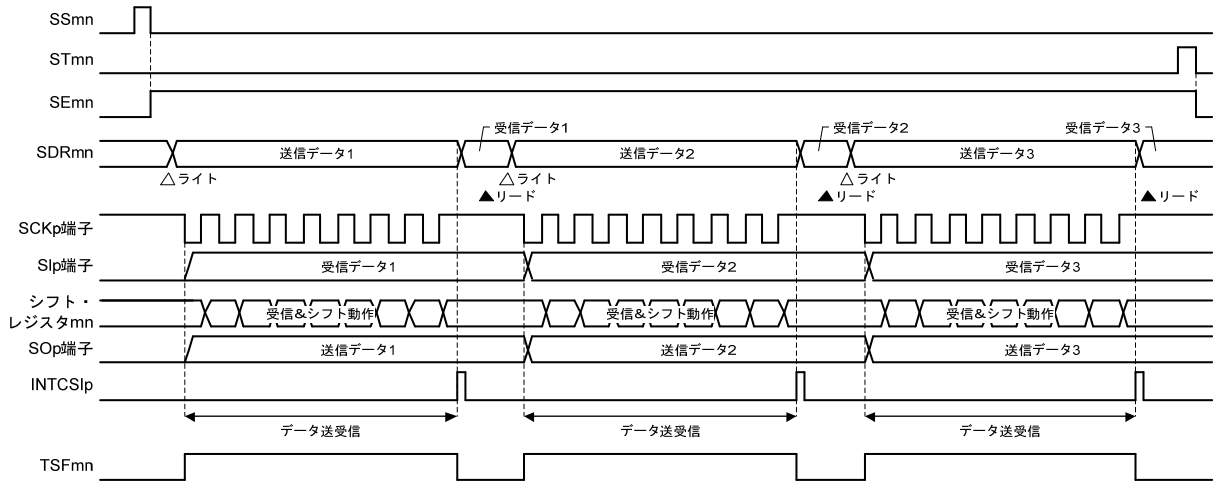 SSmn
STmn
SEmn
受信データ1
受信データ2
受信データ3
SDRmn
送信データ1
送信データ2
送信データ3
△ライト
△ライト
△ライト
▲リード
▲リード
▲リード
SCKp端子
SIp端子
受信データ1
受信データ2
受信データ3
シフト・
レジスタmn
受信&シフト動作
受信&シフト動作
受信&シフト動作
SOp端子
送信データ1
送信データ2
送信データ3
INTCSIp
データ送受信
データ送受信
データ送受信
TSFmn